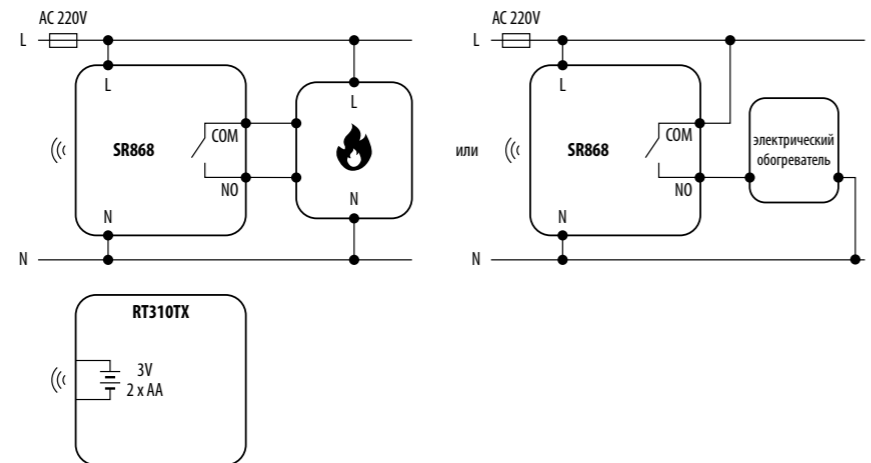 AC 220V
L
L
SR868
COM
NO
N
N
L
N
или
AC 220V
L
L
SR868
COM
NO
N
N
электрический
обогреватель
RT310TX
3V
2 x AA